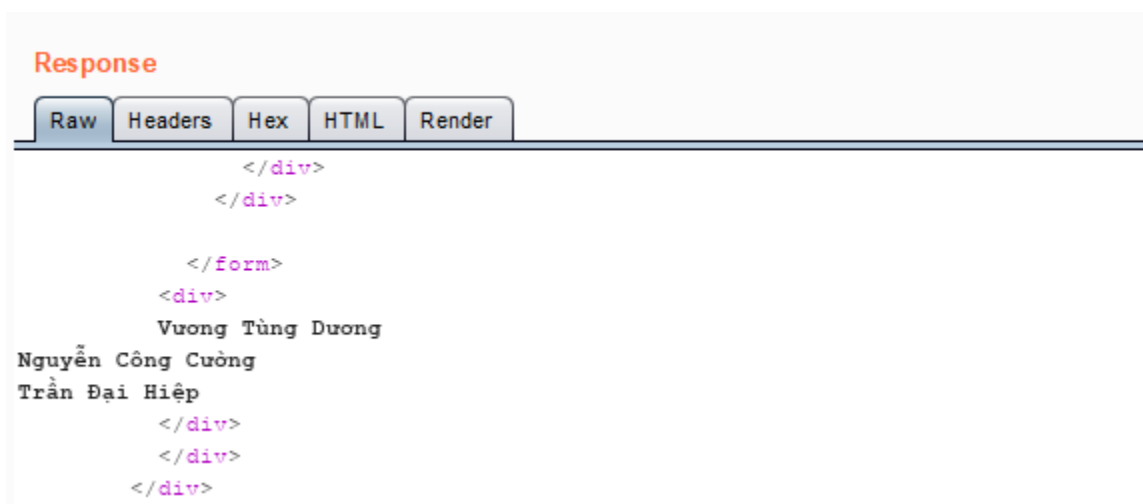 Response
Raw Headers Hex HTML Render
</div>
</div>
</form>
<div>
Vương Tùng Dương
Nguyễn Công Cường
Trần Đại Hiệp
</div>
</div>
</div>